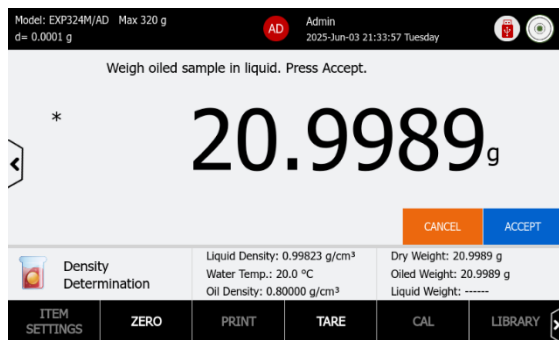 Model: EXP324M/AD Max 320 g
d= 0.0001 g
AD
Admin
2025-Jun-03 21:33:57 Tuesday
Weigh oiled sample in liquid. Press Accept.
*
20.9989 g
CANCEL
ACCEPT
Density
Determination
Liquid Density: 0.99823 g/cm³
Water Temp.: 20.0 °C
Oil Density: 0.80000 g/cm³
Dry Weight: 20.9989 g
Oiled Weight: 20.9989 g
Liquid Weight: ------
ITEM
SETTINGS
ZERO
PRINT
TARE
CAL
LIBRARY